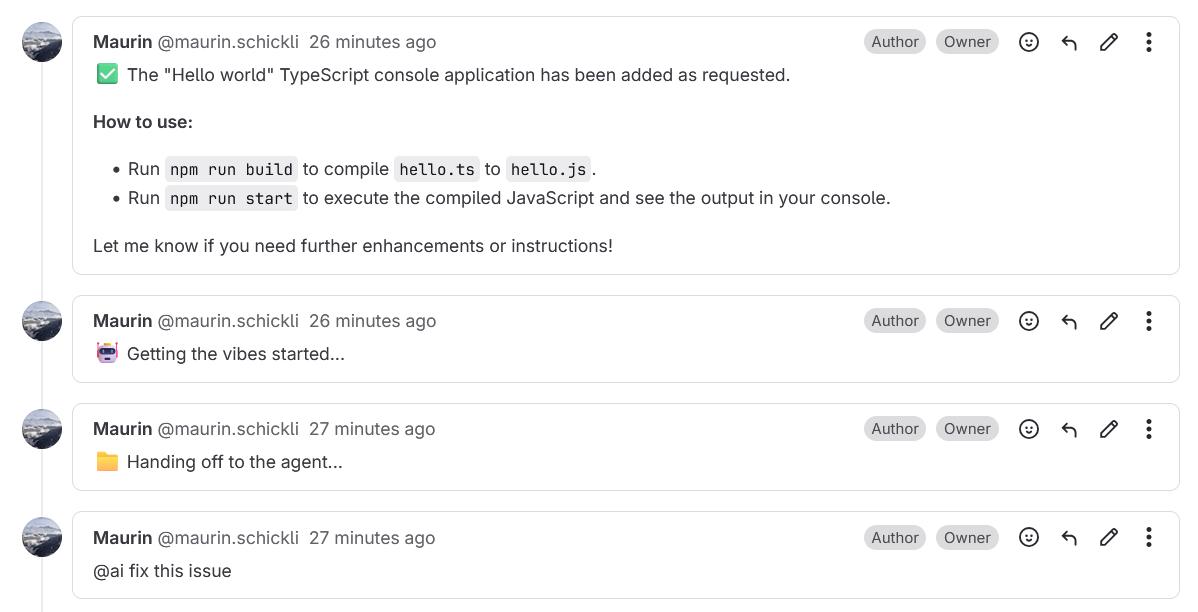 Maurin @maurin.schickli 26 minutes ago Author Owner
✅ The "Hello world" TypeScript console application has been added as requested.
How to use:
• Run npm run build to compile hello.ts to hello.js.
• Run npm run start to execute the compiled JavaScript and see the output in your console.
Let me know if you need further enhancements or instructions!
Maurin @maurin.schickli 26 minutes ago Author Owner
🤖 Getting the vibes started...
Maurin @maurin.schickli 27 minutes ago Author Owner
📁 Handing off to the agent...
Maurin @maurin.schickli 27 minutes ago Author Owner
@ai fix this issue